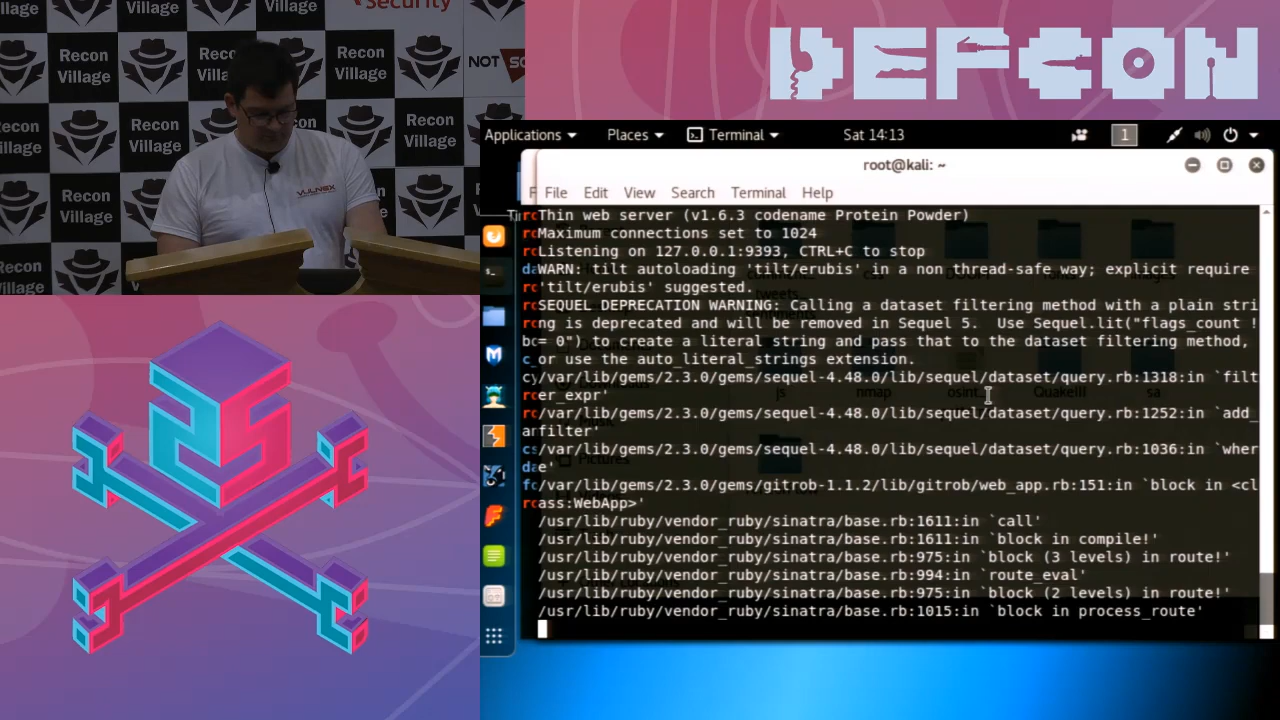 llage
Village
Security
llage
Recon
Village
Recon
Villa
Recon
Village
NOT SO
Recon
Village
Recon
Village
Recon
Village
Recon
Village
VULNEX
DEFCON
Applications Places Terminal Sat 14:13 1
root@kali: ~
F File Edit View Search Terminal Help
Thin web server (v1.6.3 codename Protein Powder)
Maximum connections set to 1024
Listening on 127.0.0.1:9393, CTRL+C to stop
WARN: tilt autoloading 'tilt/erubis' in a non thread-safe way; explicit require
'tilt/erubis' suggested.
SEQUEL DEPRECATION WARNING: Calling a dataset filtering method with a plain stri
ng is deprecated and will be removed in Sequel 5.  Use Sequel.lit("flags_count !
= 0") to create a literal string and pass that to the dataset filtering method,
or use the auto_literal_strings extension.
/var/lib/gems/2.3.0/gems/sequel-4.48.0/lib/sequel/dataset/query.rb:1318:in `filt
er_expr'
/var/lib/gems/2.3.0/gems/sequel-4.48.0/lib/sequel/dataset/query.rb:1252:in `add_
filter'
/var/lib/gems/2.3.0/gems/sequel-4.48.0/lib/sequel/dataset/query.rb:1036:in `wher
e'
/var/lib/gems/2.3.0/gems/gitrob-1.1.2/lib/gitrob/web_app.rb:151:in `block in <cl
ass:WebApp>'
/usr/lib/ruby/vendor_ruby/sinatra/base.rb:1611:in `call'
/usr/lib/ruby/vendor_ruby/sinatra/base.rb:1611:in `block in compile!'
/usr/lib/ruby/vendor_ruby/sinatra/base.rb:975:in `block (3 levels) in route!'
/usr/lib/ruby/vendor_ruby/sinatra/base.rb:994:in `route_eval'
/usr/lib/ruby/vendor_ruby/sinatra/base.rb:975:in `block (2 levels) in route!'
/usr/lib/ruby/vendor_ruby/sinatra/base.rb:1015:in `block in process_route'